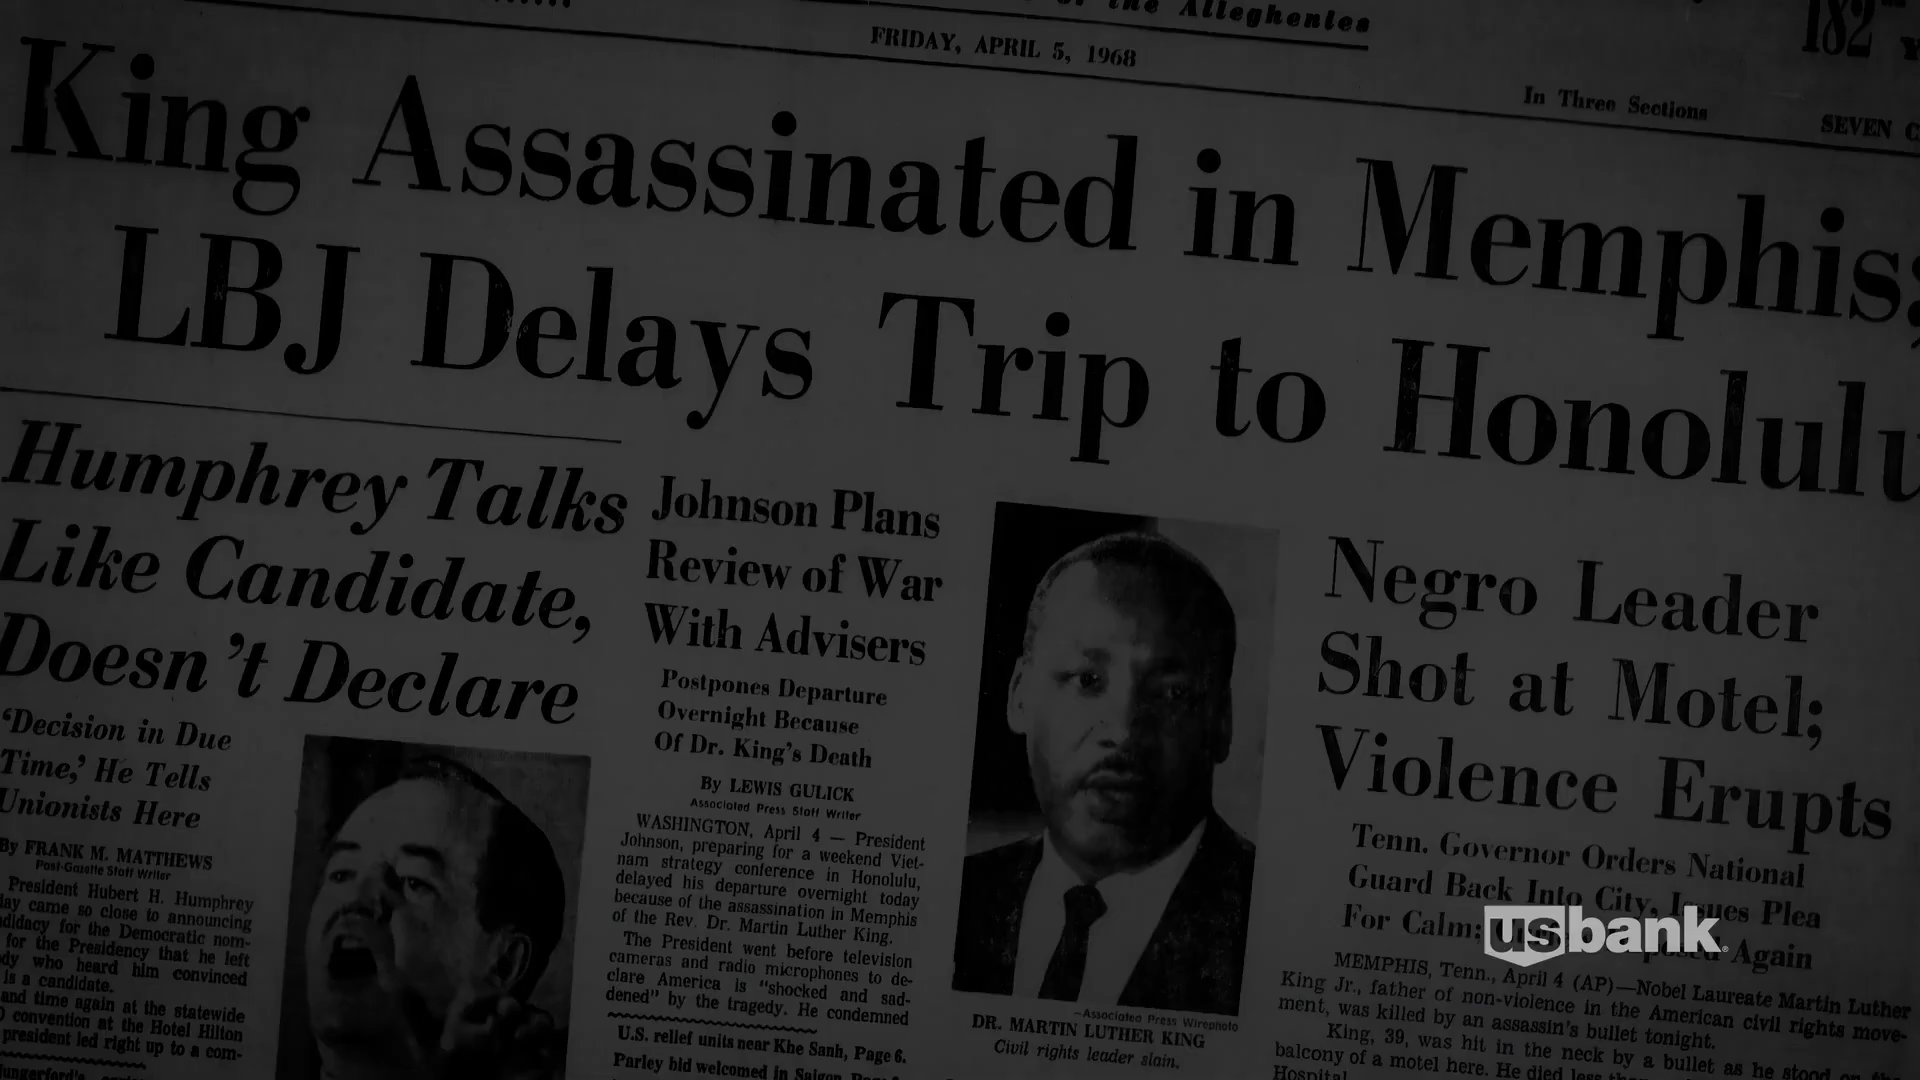 of the Alleghenies
FRIDAY, APRIL 5, 1968
182
In Three Sections
SEVEN
King Assassinated in Memphis;
LBJ Delays Trip to Honolulu
Humphrey Talks
Like Candidate,
Doesn't Declare
'Decision in Due
Time,' He Tells
Unionists Here
By FRANK M. MATTHEWS
Post-Gazette Staff Writer
President Hubert H. Humphrey
came so close to announcing
for the Democratic nom-
for the Presidency that he left
who heard him convinced
is a candidate.
and time again at the statewide
convention at the Hotel Hilton
president led right up to a com-
Johnson Plans
Review of War
With Advisers
Postpones Departure
Overnight Because
Of Dr. King's Death
By LEWIS GULICK
Associated Press Staff Writer
WASHINGTON, April 4 — President
Johnson, preparing for a weekend Viet-
nam strategy conference in Honolulu,
delayed his departure overnight today
because of the assassination in Memphis
of the Rev. Dr. Martin Luther King.
The President went before television
cameras and radio microphones to de-
clare America is "shocked and sad-
dened" by the tragedy. He condemned
U.S. relief units near Khe Sanh, Page 6.
Parley bid welcomed in Saigon,
—Associated Press Wirephoto
DR. MARTIN LUTHER KING
Civil rights leader slain.
Negro Leader
Shot at Motel;
Violence Erupts
Tenn. Governor Orders National
Guard Back Into City, Issues Plea
For Calm; Again
usbank
MEMPHIS, Tenn., April 4 (AP)—Nobel Laureate Martin Luther
King Jr., father of non-violence in the American civil rights move-
ment, was killed by an assassin's bullet tonight.
King, 39, was hit in the neck by a bullet as he stood on the
balcony of a motel here. He died less
Hospital.